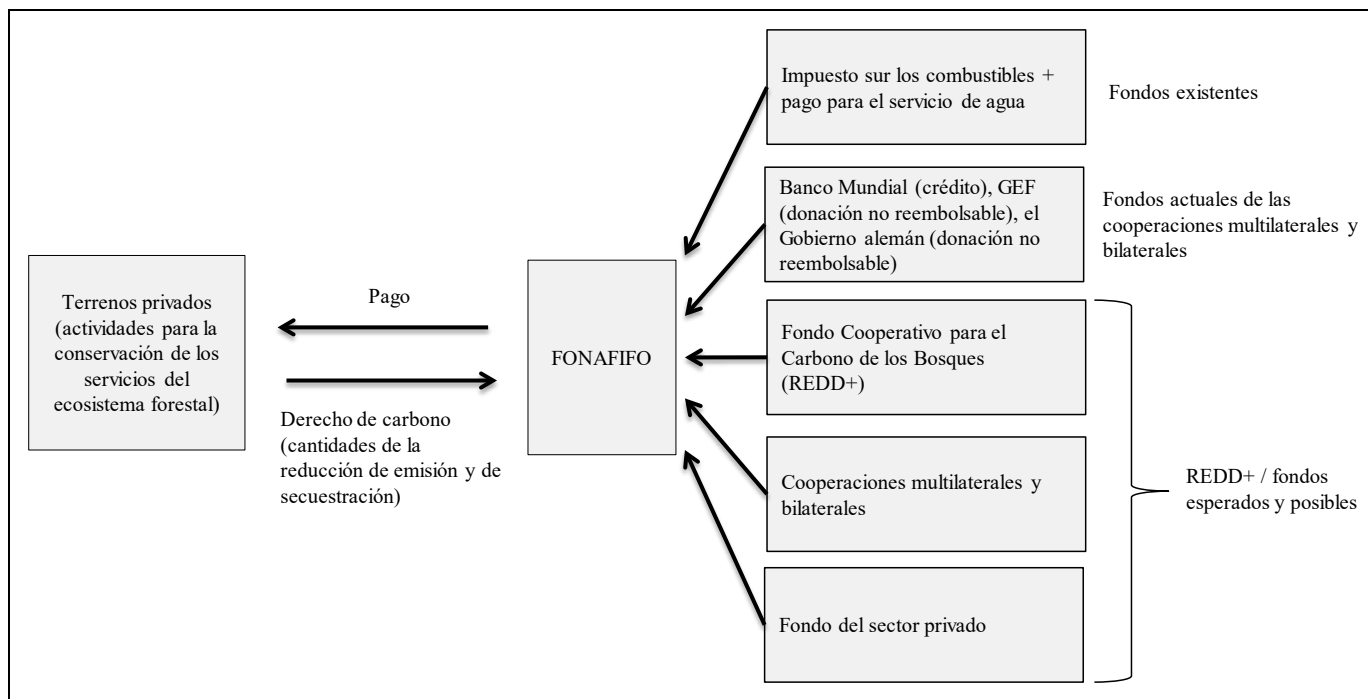 Terrenos privados
(actividades para la
conservación de los
servicios del
ecosistema forestal)
Pago
Derecho de carbono
(cantidades de la
reducción de emisión y de
secuestración)
FONAFIFO
Impuesto sur los combustibles +
pago para el servicio de agua
Fondos existentes
Banco Mundial (crédito), GEF
(donación no reembolsable), el
Gobierno alemán (donación no
reembolsable)
Fondos actuales de las
cooperaciones multilaterales y
bilaterales
Fondo Cooperativo para el
Carbono de los Bosques
(REDD+)
Cooperaciones multilaterales y
bilaterales
Fondo del sector privado
REDD+ / fondos
esperados y posibles